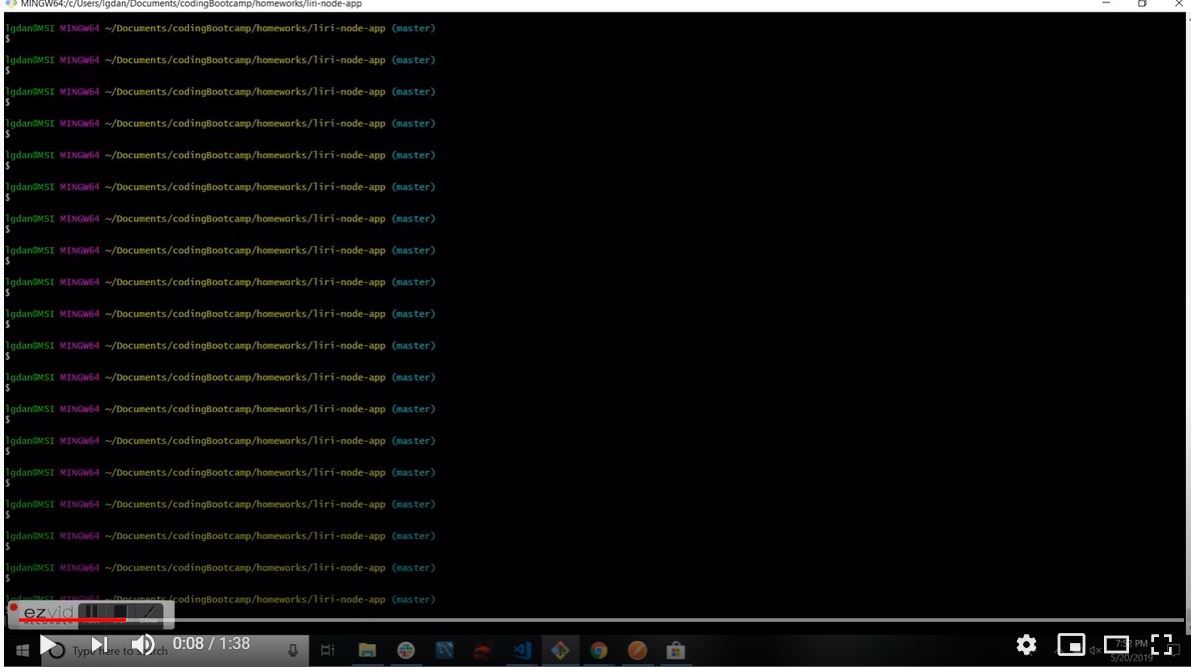 MINGW64:/c/Users/lgdan/Documents/codingBootcamp/homeworks/liri-node-app
lgdan@MSI MINGW64 ~/Documents/codingBootcamp/homeworks/liri-node-app (master)
$
lgdan@MSI MINGW64 ~/Documents/codingBootcamp/homeworks/liri-node-app (master)
$
lgdan@MSI MINGW64 ~/Documents/codingBootcamp/homeworks/liri-node-app (master)
$
lgdan@MSI MINGW64 ~/Documents/codingBootcamp/homeworks/liri-node-app (master)
$
lgdan@MSI MINGW64 ~/Documents/codingBootcamp/homeworks/liri-node-app (master)
$
lgdan@MSI MINGW64 ~/Documents/codingBootcamp/homeworks/liri-node-app (master)
$
lgdan@MSI MINGW64 ~/Documents/codingBootcamp/homeworks/liri-node-app (master)
$
lgdan@MSI MINGW64 ~/Documents/codingBootcamp/homeworks/liri-node-app (master)
$
lgdan@MSI MINGW64 ~/Documents/codingBootcamp/homeworks/liri-node-app (master)
$
lgdan@MSI MINGW64 ~/Documents/codingBootcamp/homeworks/liri-node-app (master)
$
lgdan@MSI MINGW64 ~/Documents/codingBootcamp/homeworks/liri-node-app (master)
$
lgdan@MSI MINGW64 ~/Documents/codingBootcamp/homeworks/liri-node-app (master)
$
lgdan@MSI MINGW64 ~/Documents/codingBootcamp/homeworks/liri-node-app (master)
$
lgdan@MSI MINGW64 ~/Documents/codingBootcamp/homeworks/liri-node-app (master)
$
lgdan@MSI MINGW64 ~/Documents/codingBootcamp/homeworks/liri-node-app (master)
$
lgdan@MSI MINGW64 ~/Documents/codingBootcamp/homeworks/liri-node-app (master)
$
lgdan@MSI MINGW64 ~/Documents/codingBootcamp/homeworks/liri-node-app (master)
$
lgdan@MSI MINGW64 ~/Documents/codingBootcamp/homeworks/liri-node-app (master)
$
lgdan@MSI MINGW64 ~/Documents/codingBootcamp/homeworks/liri-node-app (master)
ezvid
RECORDER DRAW
0:08 / 1:38
Type here to search
7:52 PM
5/20/2019